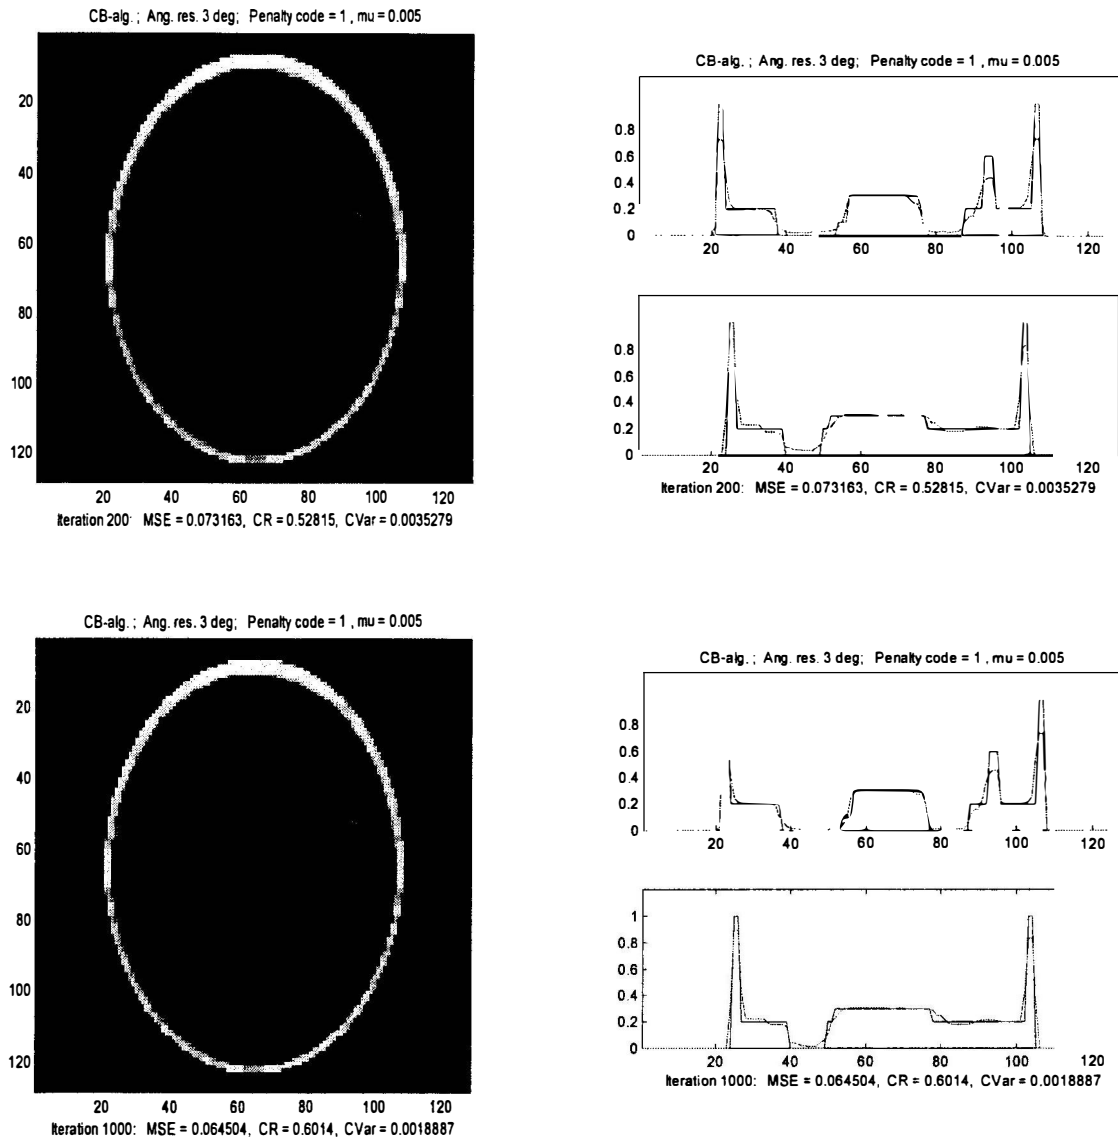 CB-alg. ; Ang. res. 3 deg; Penalty code = 1 , mu = 0.005
20
40
60
80
100
120
20 40 60 80 100 120
Iteration 200: MSE = 0.073163, CR = 0.52815, CVar = 0.0035279
CB-alg. ; Ang. res. 3 deg; Penalty code = 1 , mu = 0.005
0.8
0.6
0.4
0.2
0
20 40 60 80 100 120
0.8
0.6
0.4
0.2
0
20 40 60 80 100 120
Iteration 200: MSE = 0.073163, CR = 0.52815, CVar = 0.0035279
CB-alg. ; Ang. res. 3 deg; Penalty code = 1 , mu = 0.005
20
40
60
80
100
120
20 40 60 80 100 120
Iteration 1000: MSE = 0.064504, CR = 0.6014, CVar = 0.0018887
CB-alg. ; Ang. res. 3 deg; Penalty code = 1 , mu = 0.005
0.8
0.6
0.4
0.2
0
20 40 60 80 100 120
1
0.8
0.6
0.4
0.2
0
20 40 60 80 100 120
Iteration 1000: MSE = 0.064504, CR = 0.6014, CVar = 0.0018887